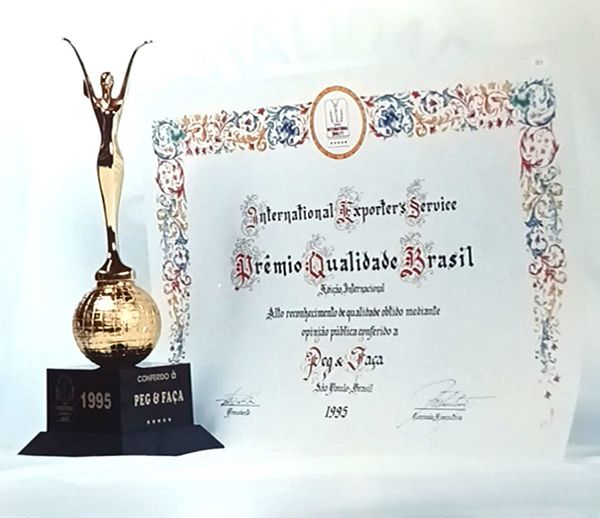 International Exporter's Service
Prêmio Qualidade Brasil
Edição Internacional
Alto reconhecimento de qualidade obtido mediante
opinião pública conferido a
Peg & Faça
São Paulo-Brasil
1995
Presidente
1995
CONFERIDO À
PEG & FAÇA